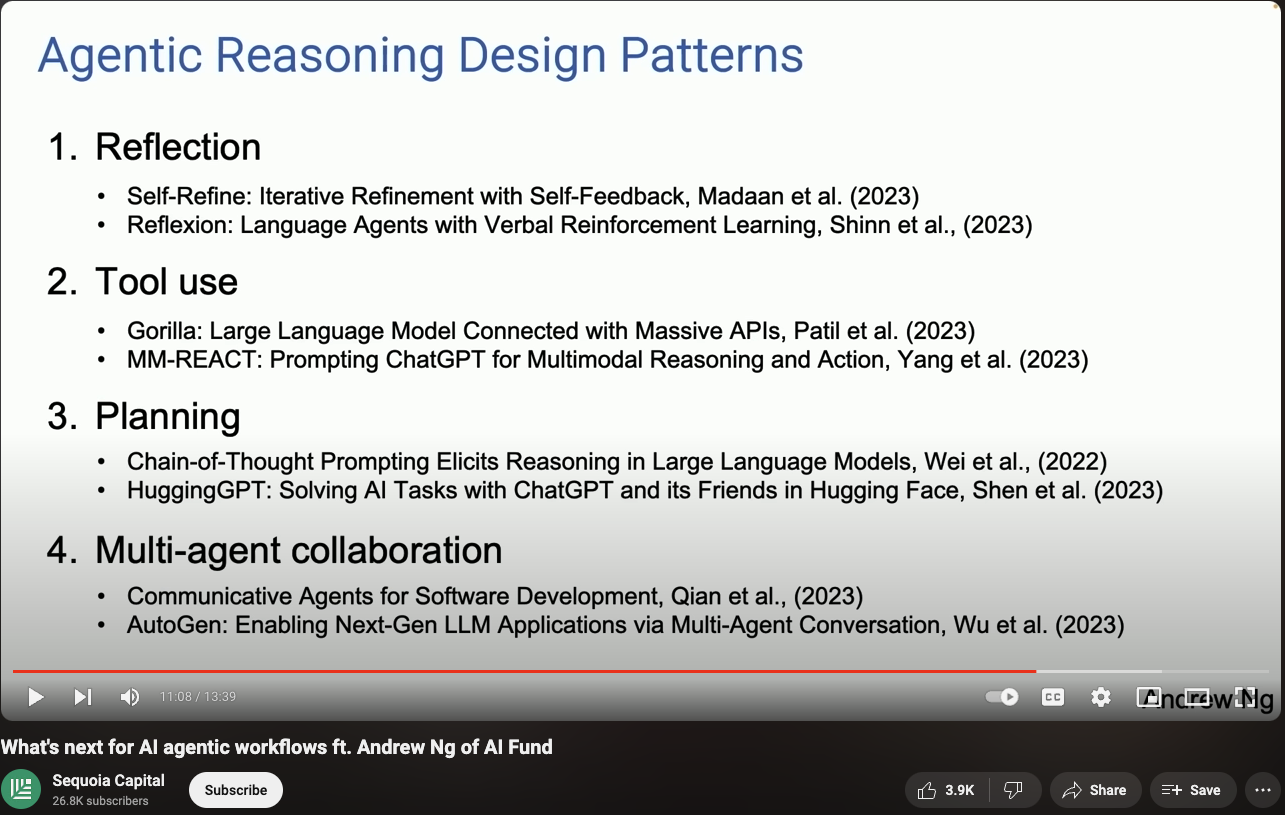 Agentic Reasoning Design Patterns
1. Reflection
• Self-Refine: Iterative Refinement with Self-Feedback, Madaan et al. (2023)
• Reflexion: Language Agents with Verbal Reinforcement Learning, Shinn et al., (2023)
2. Tool use
• Gorilla: Large Language Model Connected with Massive APIs, Patil et al. (2023)
• MM-REACT: Prompting ChatGPT for Multimodal Reasoning and Action, Yang et al. (2023)
3. Planning
• Chain-of-Thought Prompting Elicits Reasoning in Large Language Models, Wei et al., (2022)
• HuggingGPT: Solving AI Tasks with ChatGPT and its Friends in Hugging Face, Shen et al. (2023)
4. Multi-agent collaboration
• Communicative Agents for Software Development, Qian et al., (2023)
• AutoGen: Enabling Next-Gen LLM Applications via Multi-Agent Conversation, Wu et al. (2023)
11:08 / 13:39 CC Andrew Ng
What's next for AI agentic workflows ft. Andrew Ng of AI Fund
Sequoia Capital
26.8K subscribers
Subscribe
3.9K
Share
Save